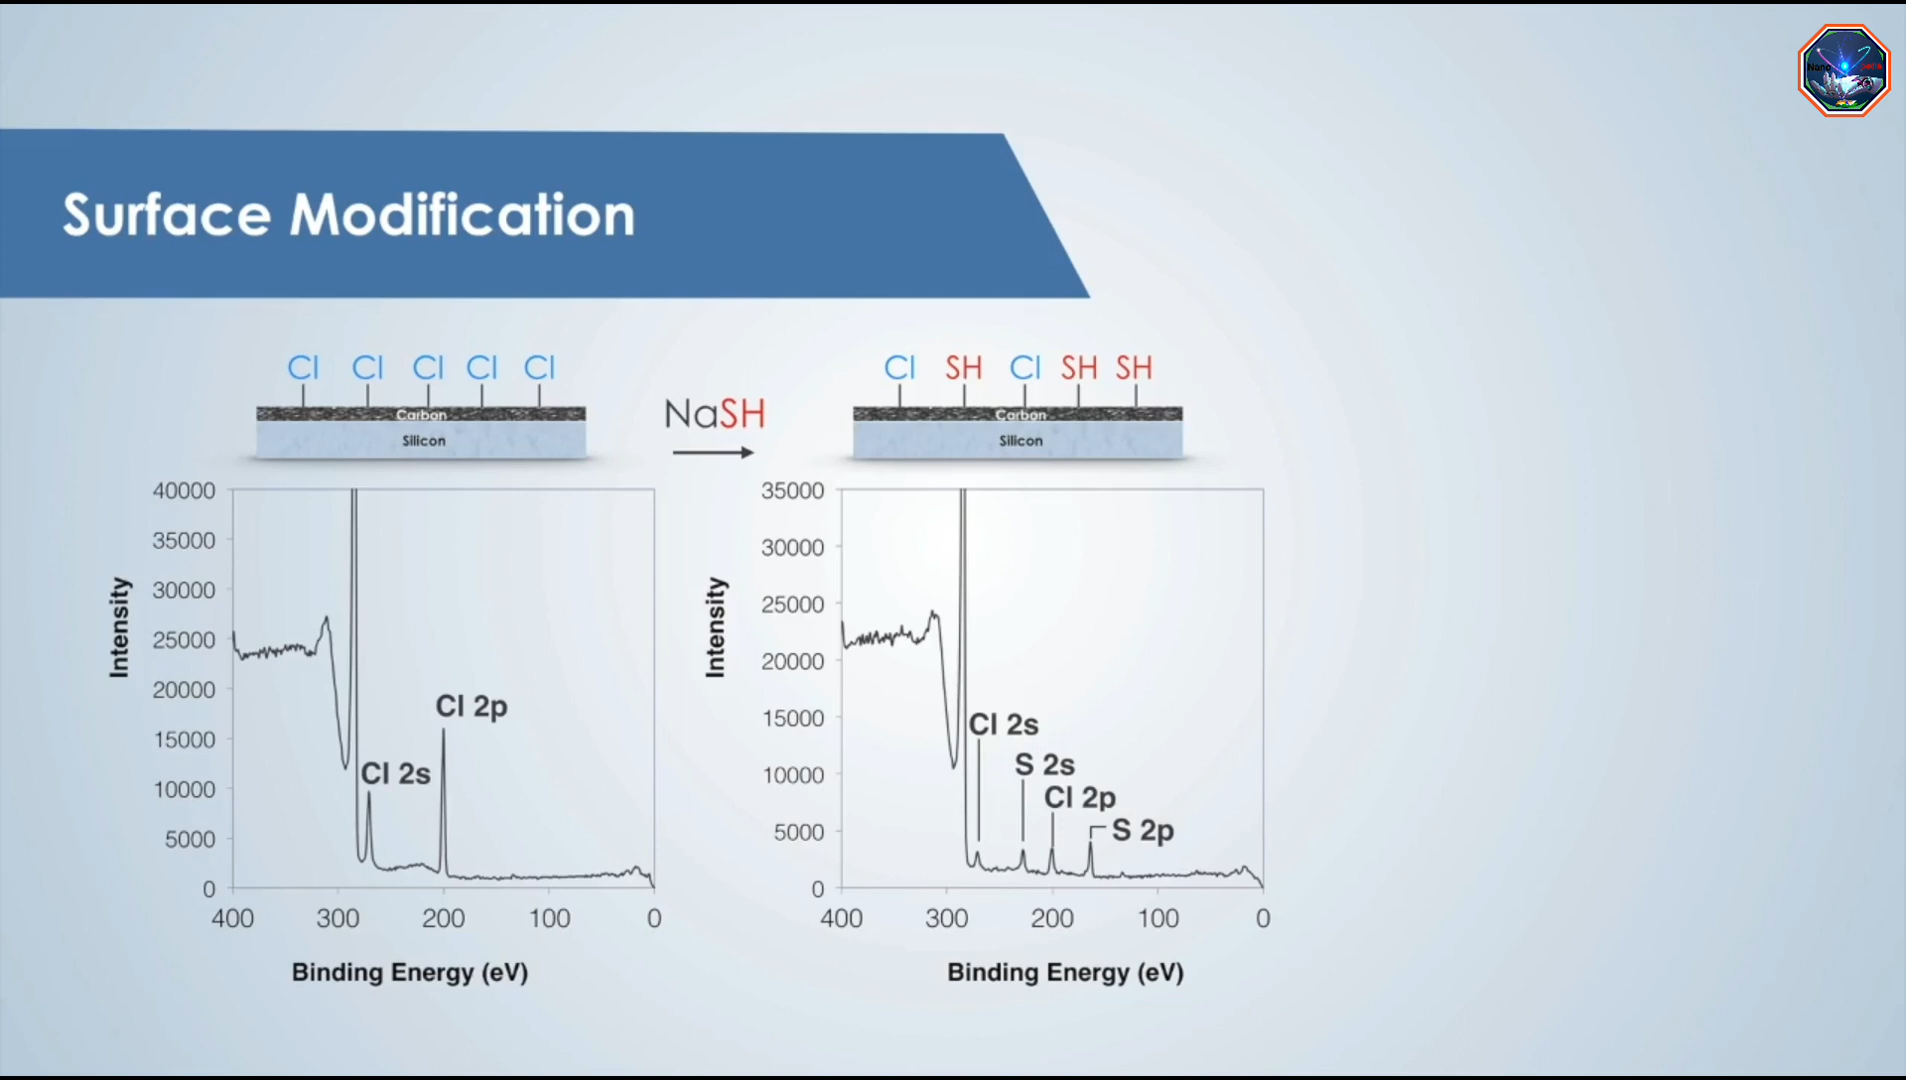 Nano
Surface Modification
Cl Cl Cl Cl Cl
Carbon
Silicon
NaSH
Cl SH Cl SH SH
Carbon
Silicon
40000
35000
30000
25000
20000
15000
10000
5000
0
Intensity
Cl 2s
Cl 2p
400 300 200 100 0
Binding Energy (eV)
35000
30000
25000
20000
15000
10000
5000
0
Intensity
Cl 2s
S 2s
Cl 2p
S 2p
400 300 200 100 0
Binding Energy (eV)